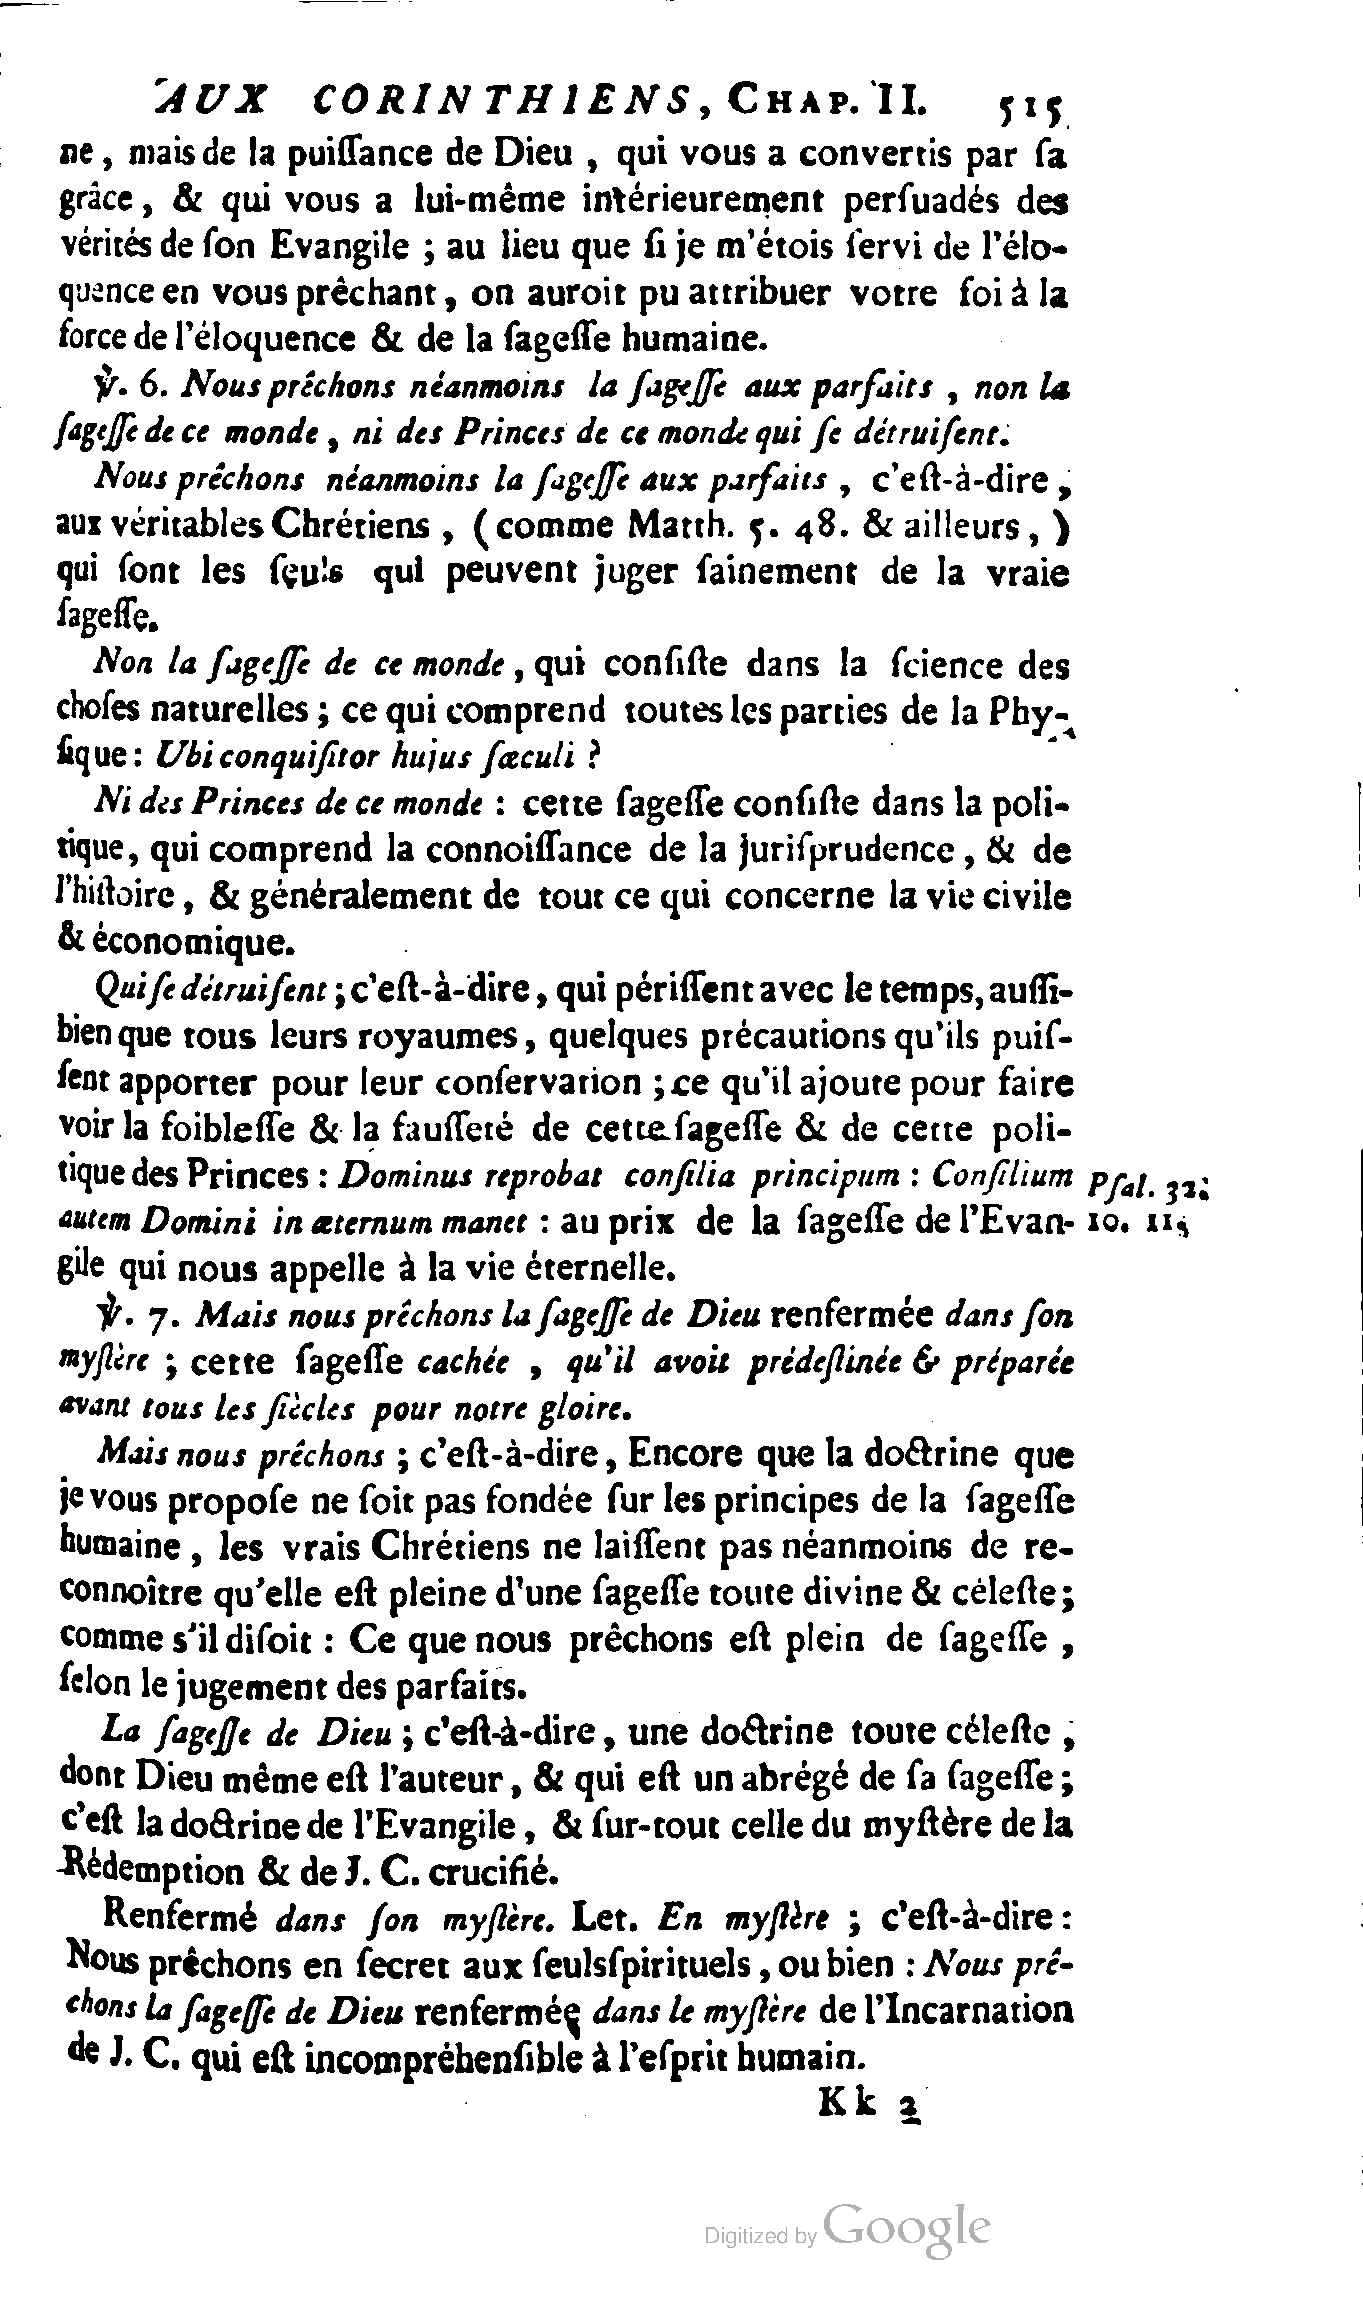 AUX CORINTHIENS, CHAP. II. 515
ne, mais de la puiſſance de Dieu, qui vous a convertis par ſa
grâce, & qui vous a lui-même intérieurement perſuadés des
vérités de ſon Evangile ; au lieu que ſi je m'étois ſervi de l'élo-
quence en vous prêchant, on auroit pu attribuer votre foi à la
force de l'éloquence & de la ſageſſe humaine.
℣. 6. Nous prêchons néanmoins la ſageſſe aux parfaits, non la
ſageſſe de ce monde, ni des Princes de ce monde qui ſe détruiſent.
Nous prêchons néanmoins la ſageſſe aux parfaits, c'eſt-à-dire,
aux véritables Chrétiens, (comme Matth. 5. 48. & ailleurs,)
qui ſont les ſeuls qui peuvent juger ſainement de la vraie
ſageſſe.
Non la ſageſſe de ce monde, qui conſiſte dans la ſcience des
choſes naturelles ; ce qui comprend toutes les parties de la Phy-
ſique : Ubi conquiſitor hujus ſæculi ?
Ni des Princes de ce monde : cette ſageſſe conſiſte dans la poli-
tique, qui comprend la connoiſſance de la juriſprudence, & de
l'hiſtoire, & généralement de tout ce qui concerne la vie civile
& économique.
Qui ſe détruiſent ; c'eſt-à-dire, qui périſſent avec le temps, auſſi-
bien que tous leurs royaumes, quelques précautions qu'ils puiſ-
ſent apporter pour leur conſervation ; ce qu'il ajoute pour faire
voir la foibleſſe & la fauſſeté de cette ſageſſe & de cette poli-
tique des Princes : Dominus reprobat conſilia principum : Conſilium Pſal. 32.
autem Domini in æternum manet : au prix de la ſageſſe de l'Evan- 10. 11.
gile qui nous appelle à la vie éternelle.
℣. 7. Mais nous prêchons la ſageſſe de Dieu renfermée dans ſon
myſtère ; cette ſageſſe cachée, qu'il avoit prédeſtinée & préparée
avant tous les ſiècles pour notre gloire.
Mais nous prêchons ; c'eſt-à-dire, Encore que la doctrine que
je vous propoſe ne ſoit pas fondée ſur les principes de la ſageſſe
humaine, les vrais Chrétiens ne laiſſent pas néanmoins de re-
connoître qu'elle eſt pleine d'une ſageſſe toute divine & céleſte ;
comme s'il diſoit : Ce que nous prêchons eſt plein de ſageſſe,
ſelon le jugement des parfaits.
La ſageſſe de Dieu ; c'eſt-à-dire, une doctrine toute céleſte,
dont Dieu même eſt l'auteur, & qui eſt un abrégé de ſa ſageſſe ;
c'eſt la doctrine de l'Evangile, & ſur-tout celle du myſtère de la
Rédemption & de J. C. crucifié.
Renfermé dans ſon myſtère. Let. En myſtère ; c'eſt-à-dire :
Nous prêchons en ſecret aux ſeuls ſpirituels, ou bien : Nous prê-
chons la ſageſſe de Dieu renfermée dans le myſtère de l'Incarnation
de J. C. qui eſt incompréhenſible à l'eſprit humain.
Kk 2
Digitized by Google